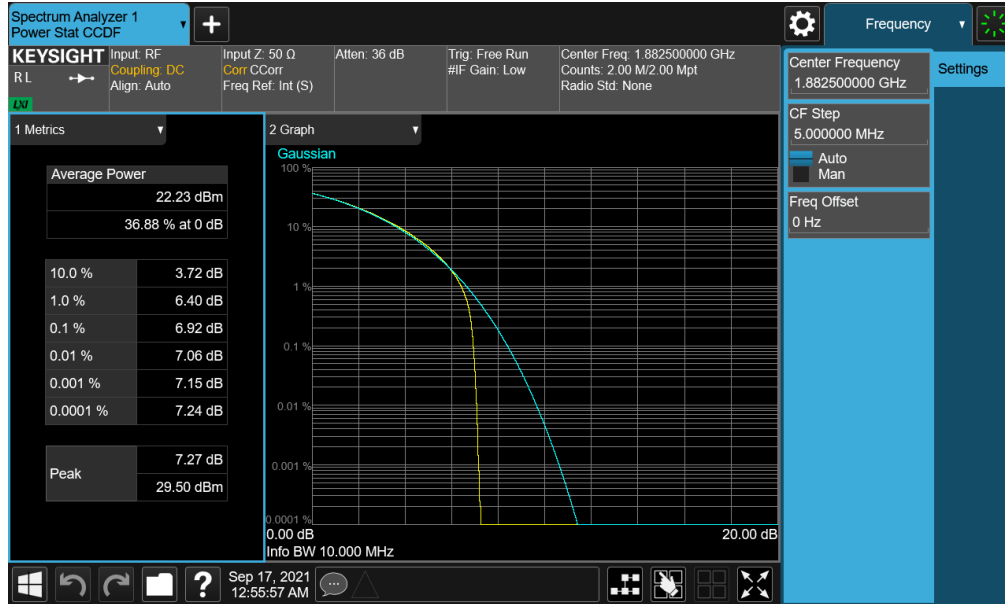 Spectrum Analyzer 1
Power Stat CCDF
Frequency
KEYSIGHT
Input: RF
Coupling: DC
Align: Auto
Input Z: 50 Ω
Corr CCorr
Freq Ref: Int (S)
Atten: 36 dB
Trig: Free Run
#IF Gain: Low
Center Freq: 1.882500000 GHz
Counts: 2.00 M/2.00 Mpt
Radio Std: None
R L
LXI
Center Frequency
1.882500000 GHz
Settings
CF Step
5.000000 MHz
Auto
Man
Freq Offset
0 Hz
1 Metrics
Average Power
22.23 dBm
36.88 % at 0 dB
10.0 % 3.72 dB
1.0 % 6.40 dB
0.1 % 6.92 dB
0.01 % 7.06 dB
0.001 % 7.15 dB
0.0001 % 7.24 dB
Peak
7.27 dB
29.50 dBm
2 Graph
Gaussian
100 %
10 %
1 %
0.1 %
0.01 %
0.001 %
0.0001 %
0.00 dB 20.00 dB
Info BW 10.000 MHz
?
Sep 17, 2021
12:55:57 AM